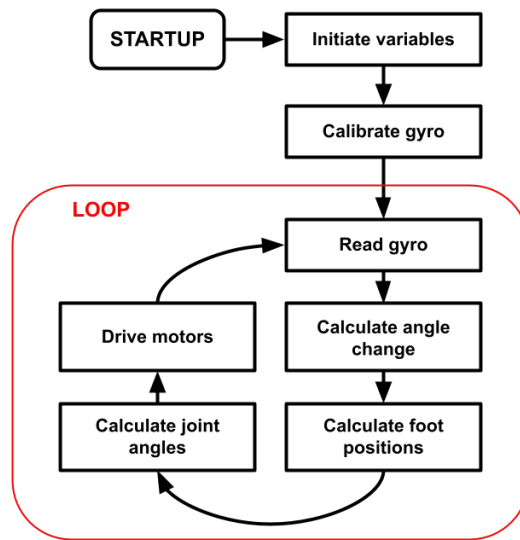 STARTUP
Initiate variables
Calibrate gyro
LOOP
Read gyro
Drive motors
Calculate angle
change
Calculate joint
angles
Calculate foot
positions